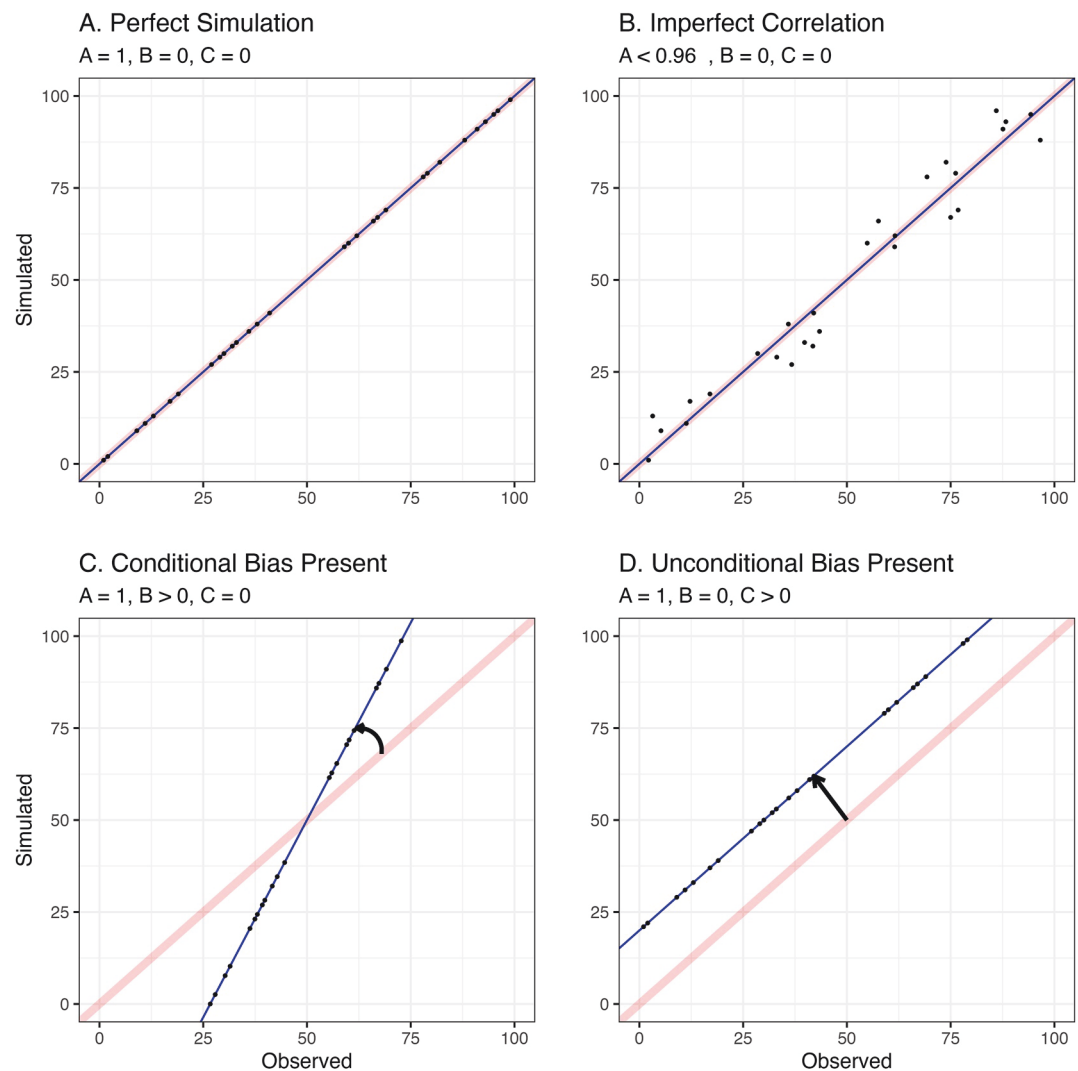 A. Perfect Simulation
A = 1, B = 0, C = 0
B. Imperfect Correlation
A < 0.96 , B = 0, C = 0
Simulated
100
75
50
25
0
0 25 50 75 100
100
75
50
25
0
0 25 50 75 100
C. Conditional Bias Present
A = 1, B > 0, C = 0
D. Unconditional Bias Present
A = 1, B = 0, C > 0
Simulated
100
75
50
25
0
0 25 50 75 100
Observed
100
75
50
25
0
0 25 50 75 100
Observed